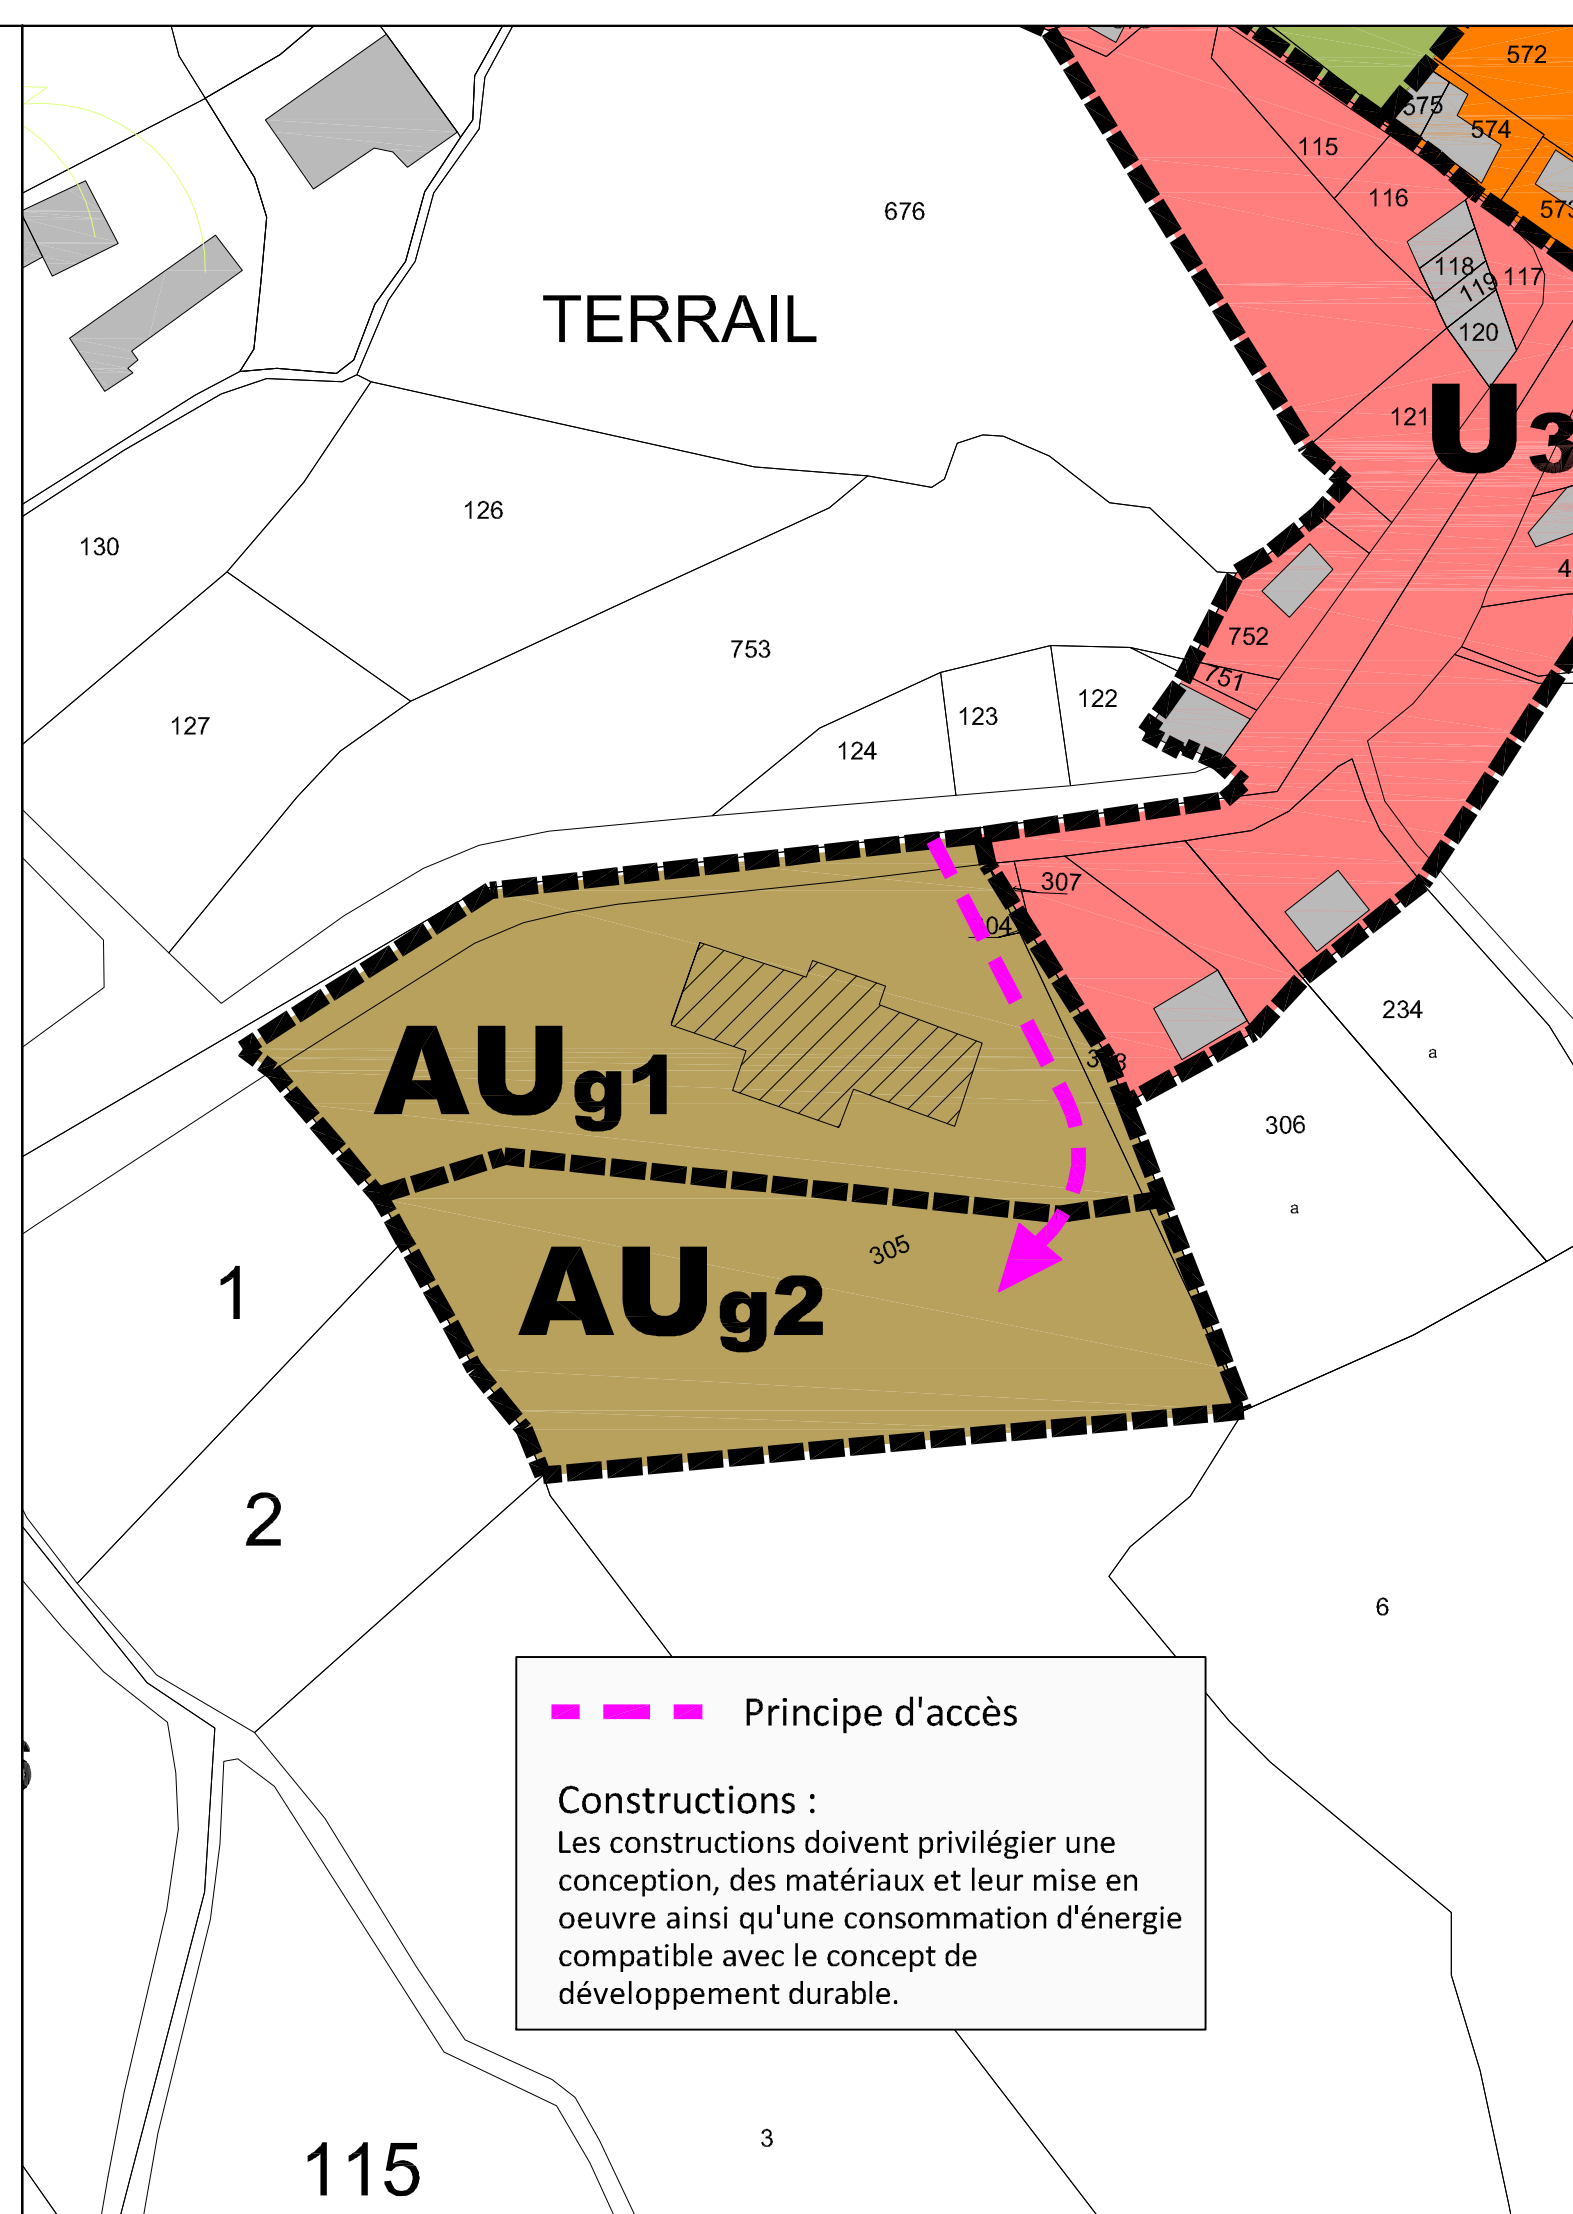 572
575
574
115
116
676
118
117
119
TERRAIL
120
121
U3
126
130
752
753
751
122
123
127
124
307
234
a
AUg1
306
a
305
1
AUg2
2
6
Principe d'accès
Constructions :
Les constructions doivent privilégier une
conception, des matériaux et leur mise en
oeuvre ainsi qu'une consommation d'énergie
compatible avec le concept de
développement durable.
3
115